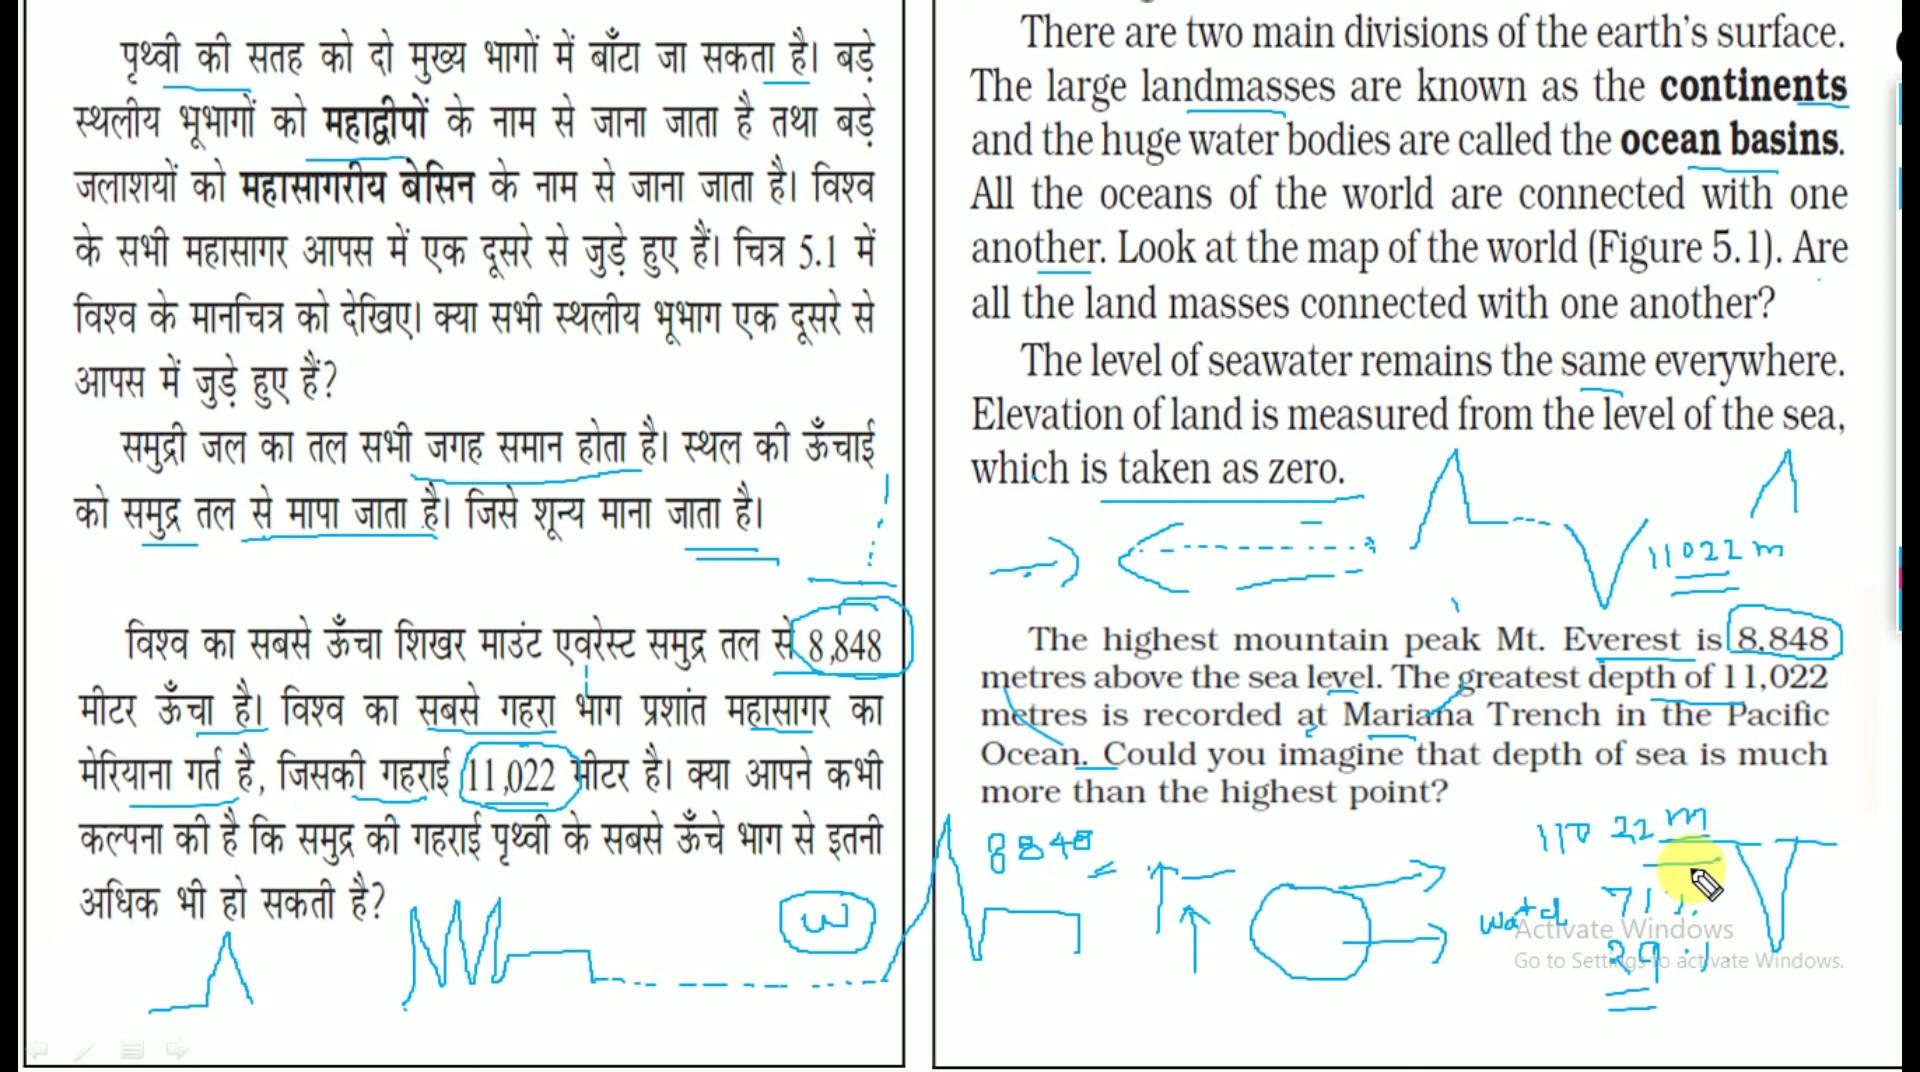 पृथ्वी की सतह को दो मुख्य भागों में बाँटा जा सकता है। बड़े
स्थलीय भूभागों को महाद्वीपों के नाम से जाना जाता है तथा बड़े
जलाशयों को महासागरीय बेसिन के नाम से जाना जाता है। विश्व
के सभी महासागर आपस में एक दूसरे से जुड़े हुए हैं। चित्र 5.1 में
विश्व के मानचित्र को देखिए। क्या सभी स्थलीय भूभाग एक दूसरे से
आपस में जुड़े हुए हैं?
समुद्री जल का तल सभी जगह समान होता है। स्थल की ऊँचाई
को समुद्र तल से मापा जाता है। जिसे शून्य माना जाता है।
विश्व का सबसे ऊँचा शिखर माउंट एवरेस्ट समुद्र तल से 8,848
मीटर ऊँचा है। विश्व का सबसे गहरा भाग प्रशांत महासागर का
मेरियाना गर्त है, जिसकी गहराई 11,022 मीटर है। क्या आपने कभी
कल्पना की है कि समुद्र की गहराई पृथ्वी के सबसे ऊँचे भाग से इतनी
अधिक भी हो सकती है?
There are two main divisions of the earth's surface.
The large landmasses are known as the continents
and the huge water bodies are called the ocean basins.
All the oceans of the world are connected with one
another. Look at the map of the world (Figure 5.1). Are
all the land masses connected with one another?
The level of seawater remains the same everywhere.
Elevation of land is measured from the level of the sea,
which is taken as zero.
11022 m
The highest mountain peak Mt. Everest is 8,848
metres above the sea level. The greatest depth of 11,022
metres is recorded at Mariana Trench in the Pacific
Ocean. Could you imagine that depth of sea is much
more than the highest point?
8848
11022 m
71%
29%
Activate Windows
Go to Settings to activate Windows.